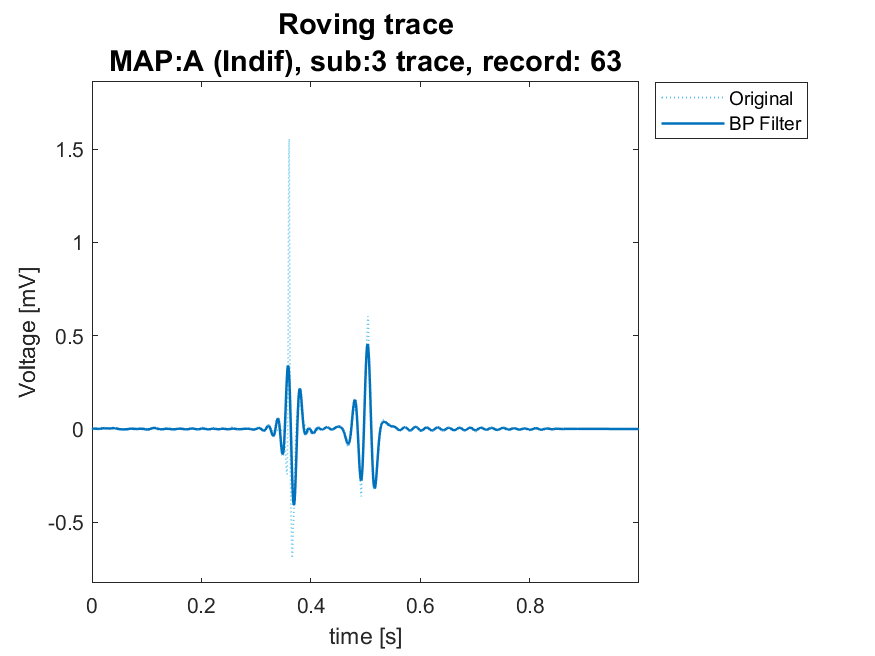 Roving trace
MAP:A (Indif), sub:3 trace, record: 63
Original
BP Filter
1.5
1
0.5
0
-0.5
Voltage [mV]
0
0.2
0.4
0.6
0.8
time [s]